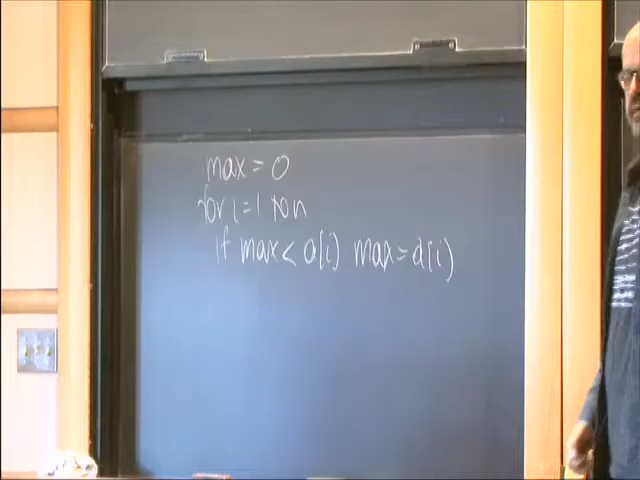 max = 0
for i = 1 to n
if max < a[i] max = a[i]